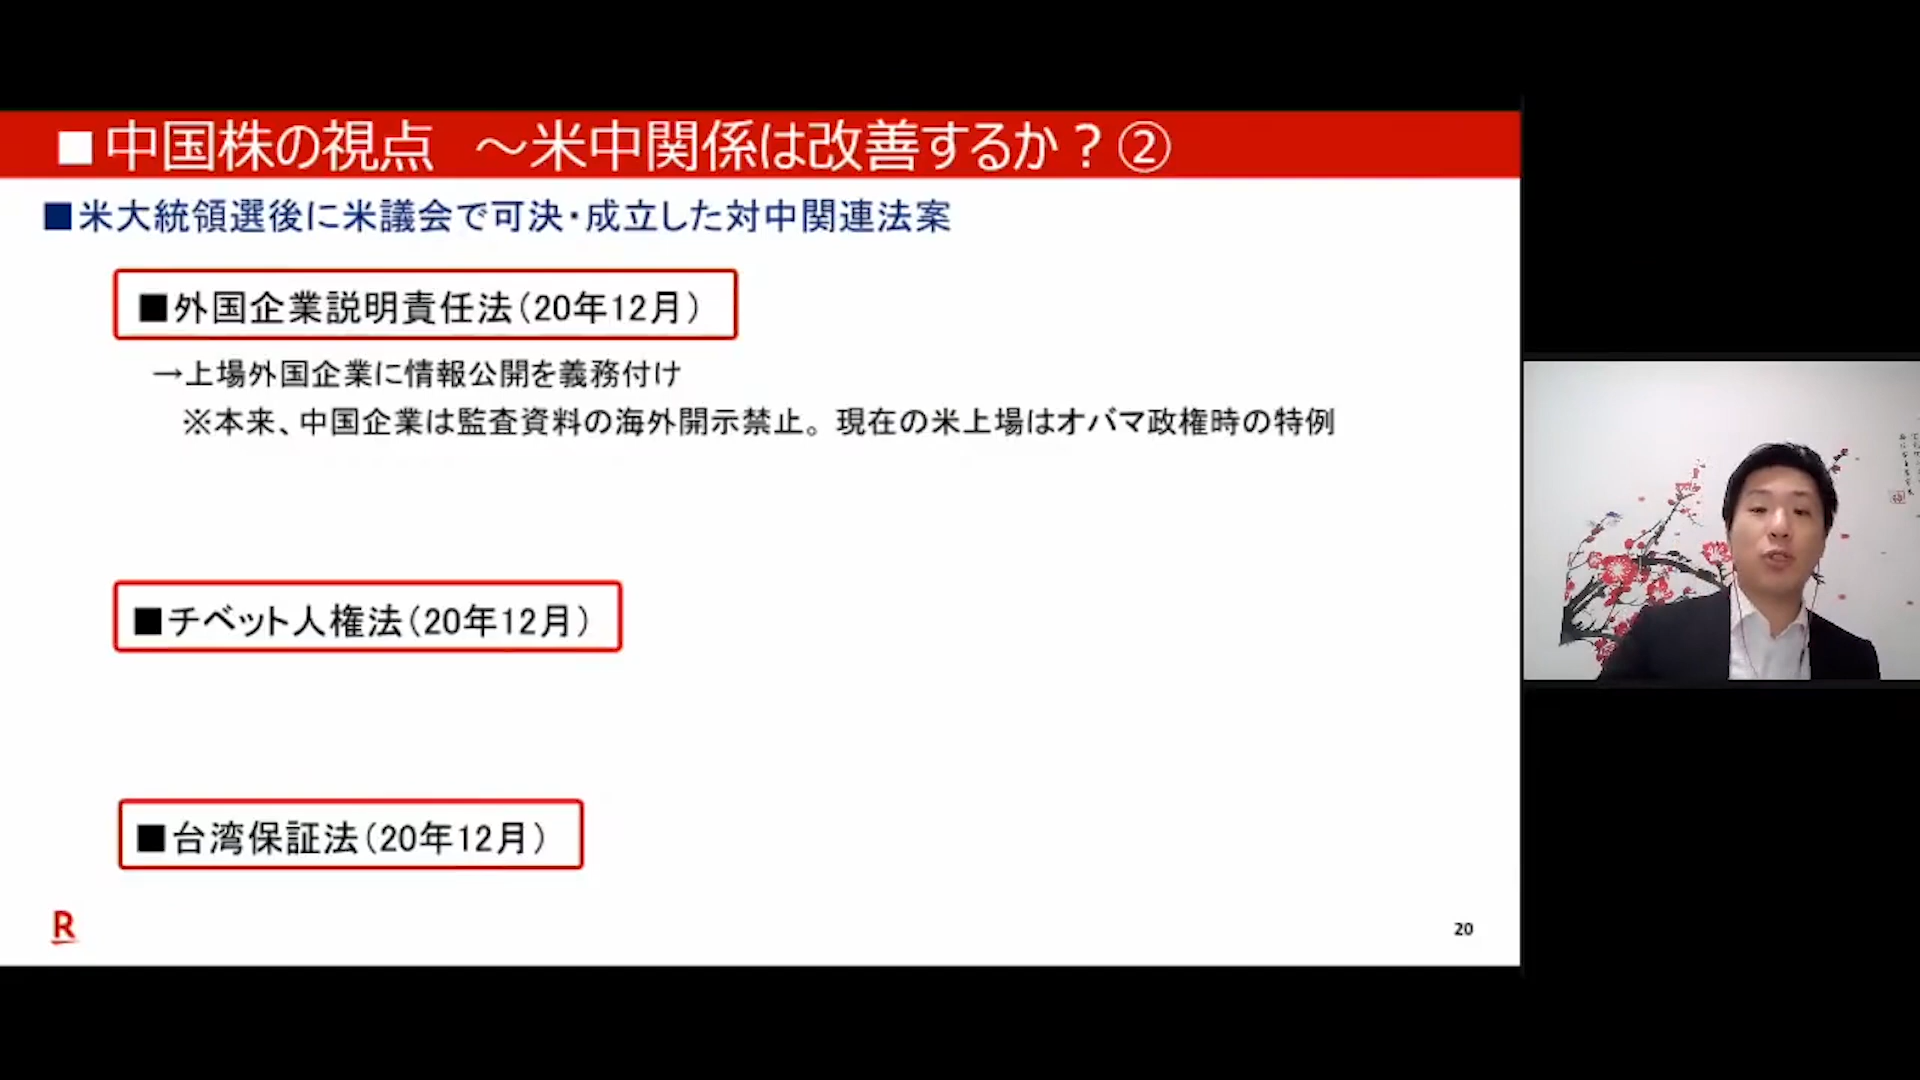 ■中国株の視点 ～米中関係は改善するか？②
■米大統領選後に米議会で可決・成立した対中関連法案
■外国企業説明責任法（20年12月）
→上場外国企業に情報公開を義務付け
※本来、中国企業は監査資料の海外開示禁止。現在の米上場はオバマ政権時の特例
■チベット人権法（20年12月）
■台湾保証法（20年12月）
R
20